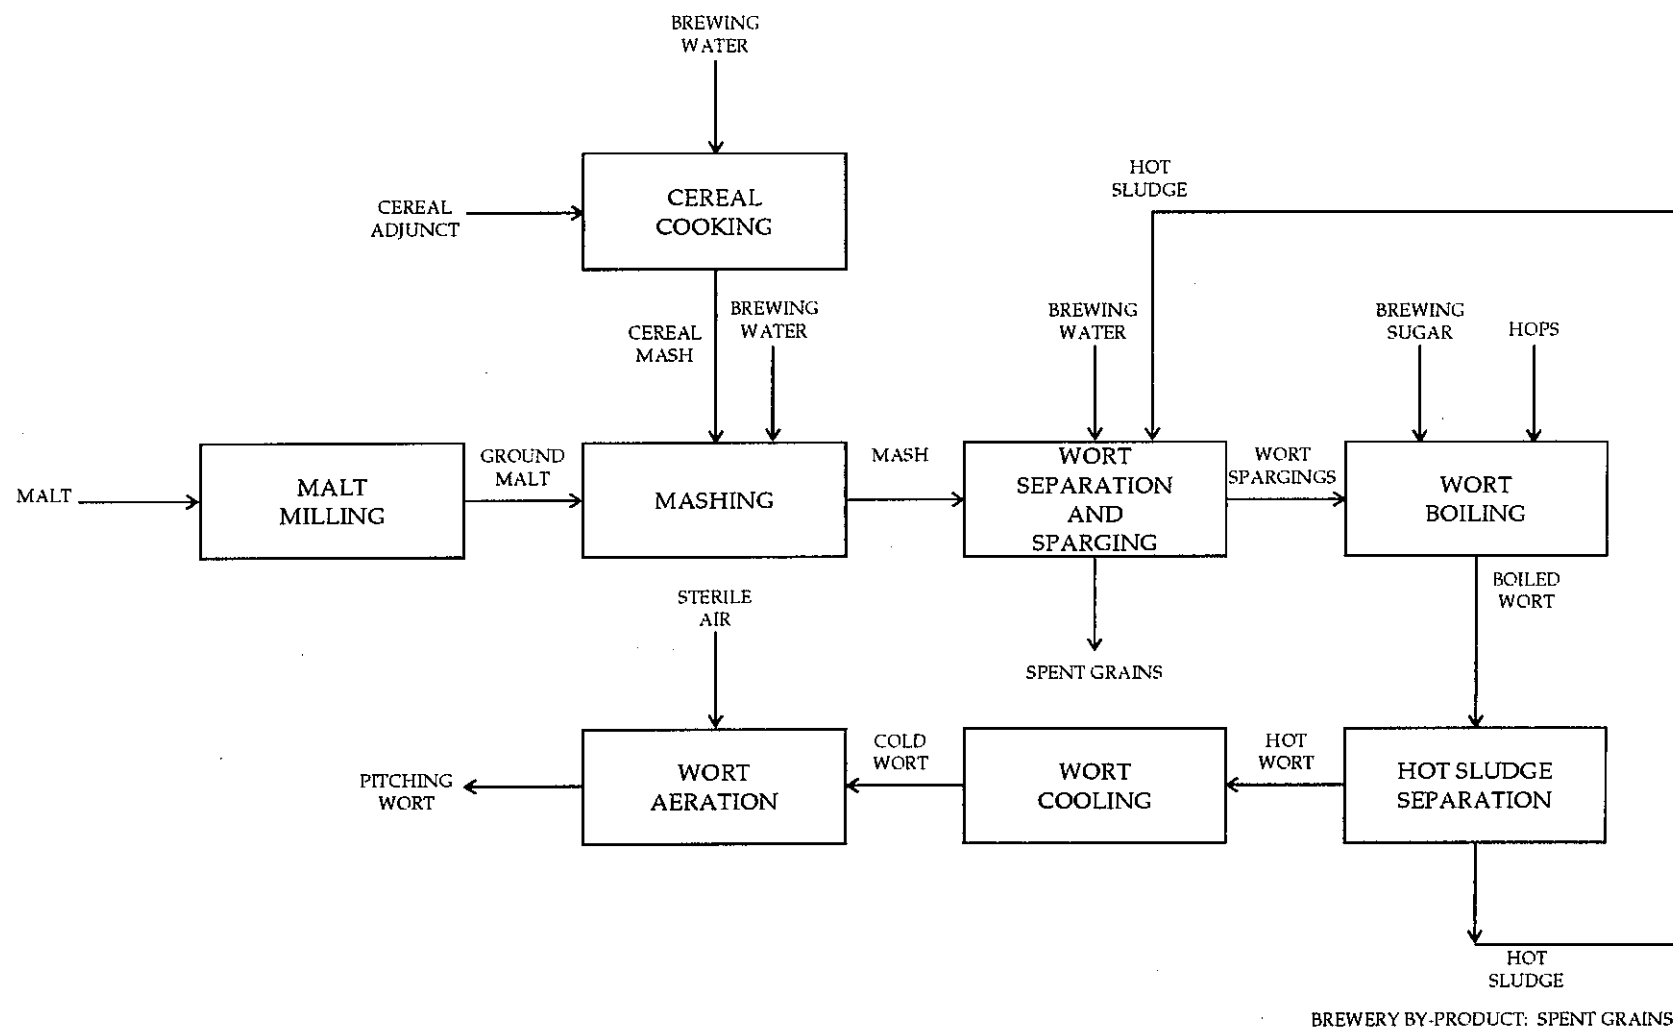 BREWING
WATER
CEREAL
COOKING
CEREAL
ADJUNCT
HOT
SLUDGE
CEREAL
MASH
BREWING
WATER
BREWING
WATER
BREWING
SUGAR
HOPS
MALT
MALT
MILLING
GROUND
MALT
MASHING
MASH
WORT
SEPARATION
AND
SPARGING
WORT
SPARGINGS
WORT
BOILING
BOILED
WORT
STERILE
AIR
SPENT GRAINS
PITCHING
WORT
WORT
AERATION
COLD
WORT
WORT
COOLING
HOT
WORT
HOT SLUDGE
SEPARATION
HOT
SLUDGE
BREWERY BY-PRODUCT: SPENT GRAINS